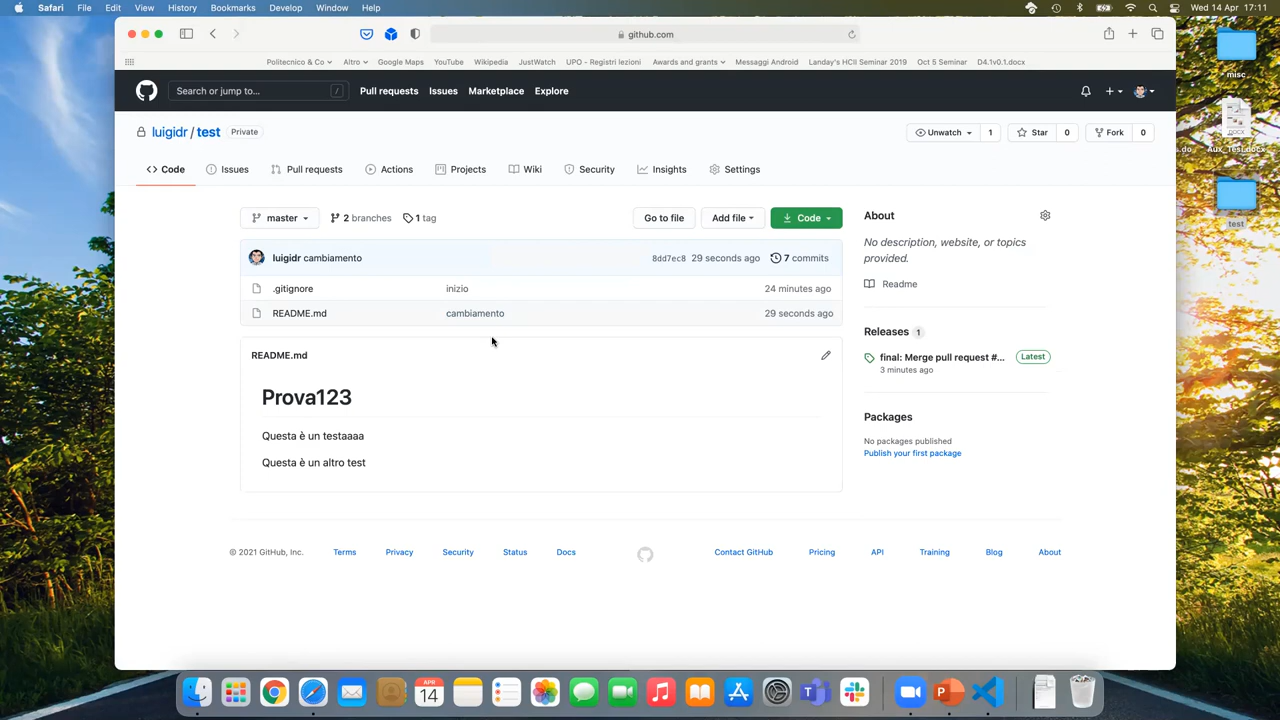 Safari File Edit View History Bookmarks Window Help
Wed 14 Apr 17:11
github.com
Politecnico & Co Altro Google Maps YouTube Wikipedia JustWatch UPO - Registri lezioni Awards and grants Messaggi Android Landay's HCII Seminar 2019 Oct 5 Seminar D4.1v0.1.docx
misc
Search or jump to... /
Pull requests Issues Marketplace Explore
luigidr / test Private
Unwatch 1 Star 0 Fork 0
DOCX
s.do Aux_Tesi.docx
Code Issues Pull requests Actions Projects Wiki Security Insights Settings
test
master 2 branches 1 tag Go to file Add file Code
About
No description, website, or topics
provided.
Readme
luigidr cambiamento 8dd7ec8 29 seconds ago 7 commits
.gitignore inizio 24 minutes ago
README.md cambiamento 29 seconds ago
Releases 1
final: Merge pull request #... Latest
3 minutes ago
README.md
Prova123
Questa è un testaaaa
Questa è un altro test
Packages
No packages published
Publish your first package
© 2021 GitHub, Inc. Terms Privacy Security Status Docs Contact GitHub Pricing API Training Blog About
APR
14